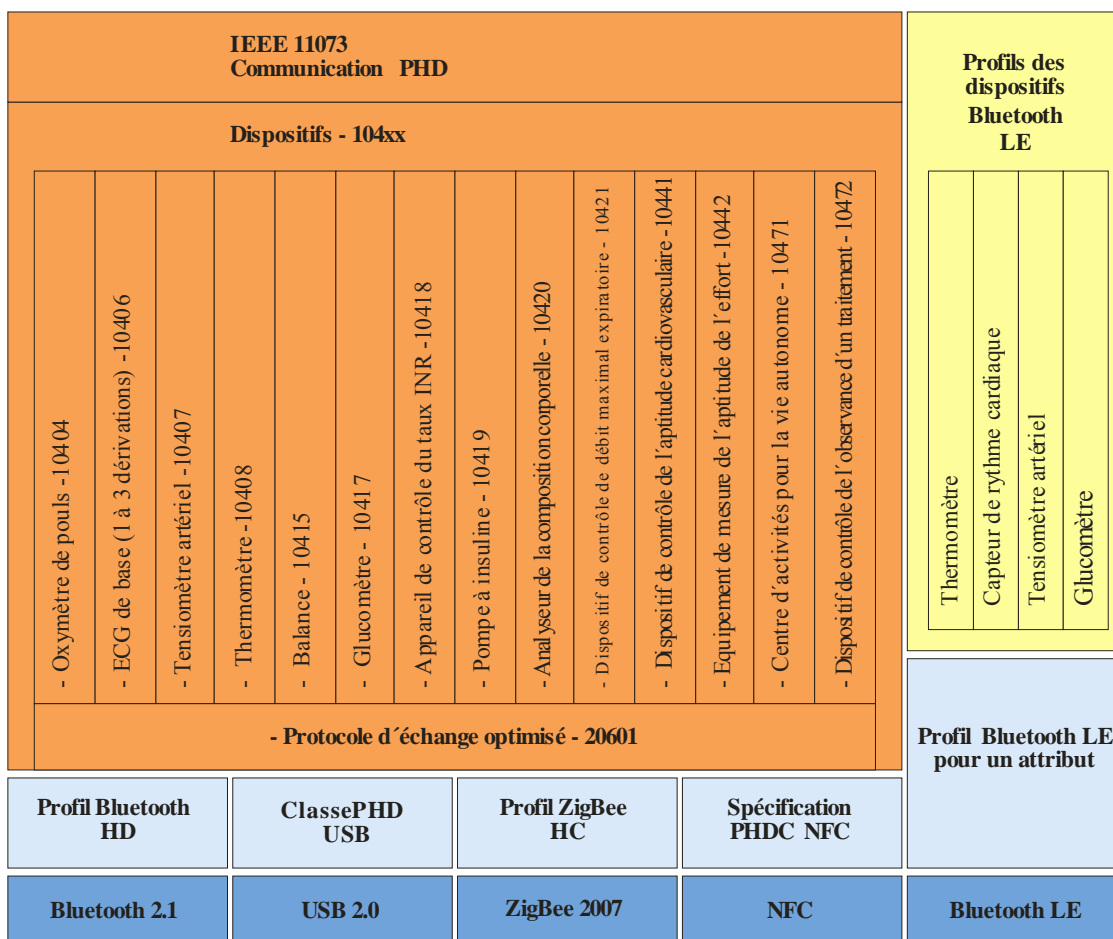 IEEE 11073
Communication PHD
Dispositifs - 104xx
- Oxymètre de pouls -10404
- ECG de base (1 à 3 dérivations) -10406
- Tensiomètre artériel -10407
- Thermomètre -10408
- Balance - 10415
- Glucomètre - 10417
- Appareil de contrôle du taux INR -10418
- Pompe à insuline - 10419
- Analyseur de la composition corporelle - 10420
- Dispositif de contrôle de débit maximal expiratoire - 10421
- Dispositif de contrôle de l´aptitude cardiovasculaire -10441
- Equipement de mesure de l´aptitude de l´effort -10442
- Centre d´activités pour la vie autonome - 10471
- Dispositif de contrôle de l´observance d´un traitement - 10472
- Protocole d´échange optimisé - 20601
Profils des
dispositifs
Bluetooth
LE
Thermomètre
Capteur de rythme cardiaque
Tensiomètre artériel
Glucomètre
Profil Bluetooth
HD
ClassePHD
USB
Profil ZigBee
HC
Spécification
PHDC NFC
Profil Bluetooth LE
pour un attribut
Bluetooth 2.1
USB 2.0
ZigBee 2007
NFC
Bluetooth LE